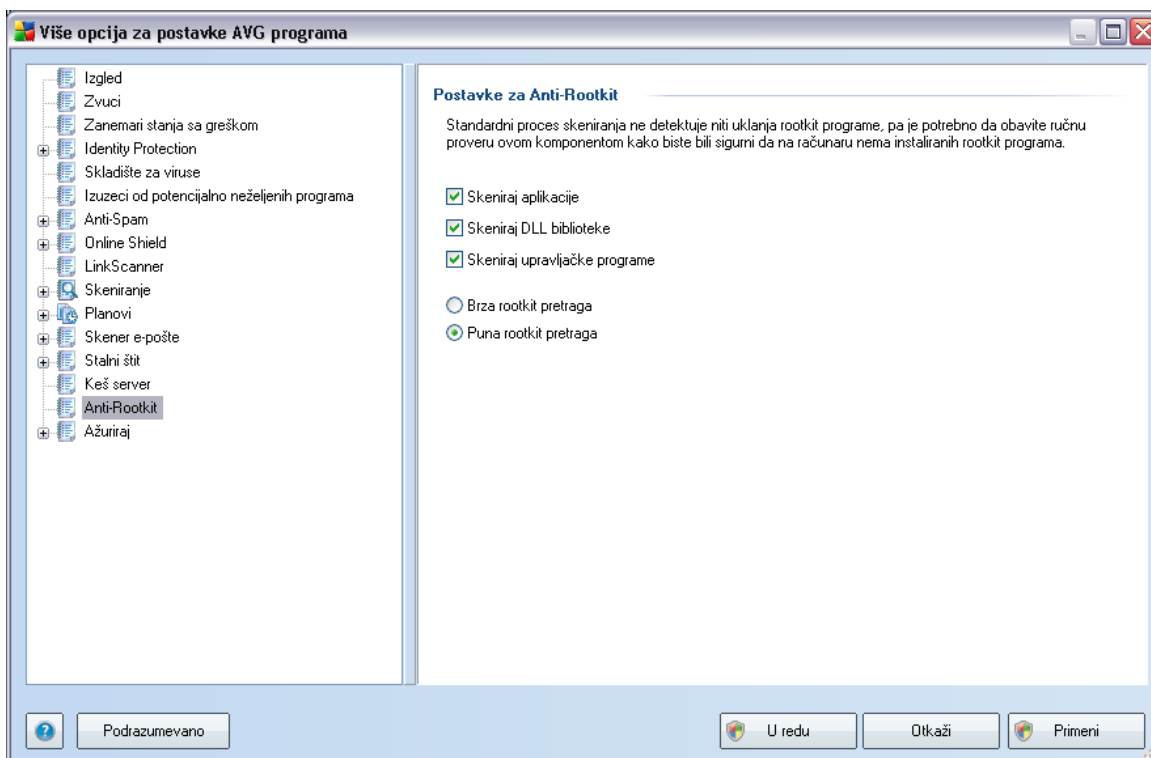 Više opcija za postavke AVG programa
Izgled
Zvuci
Zanemari stanja sa greškom
Identity Protection
Skladište za viruse
Izuzeci od potencijalno neželjenih programa
Anti-Spam
Online Shield
LinkScanner
Skeniranje
Planovi
Skener e-pošte
Stalni štit
Keš server
Anti-Rootkit
Ažuriraj
Postavke za Anti-Rootkit
Standardni proces skeniranja ne detektuje niti uklanja rootkit programe, pa je potrebno da obavite ručnu
proveru ovom komponentom kako biste bili sigurni da na računaru nema instaliranih rootkit programa.
Skeniraj aplikacije
Skeniraj DLL biblioteke
Skeniraj upravljačke programe
Brza rootkit pretraga
Puna rootkit pretraga
Podrazumevano
U redu
Otkaži
Primeni